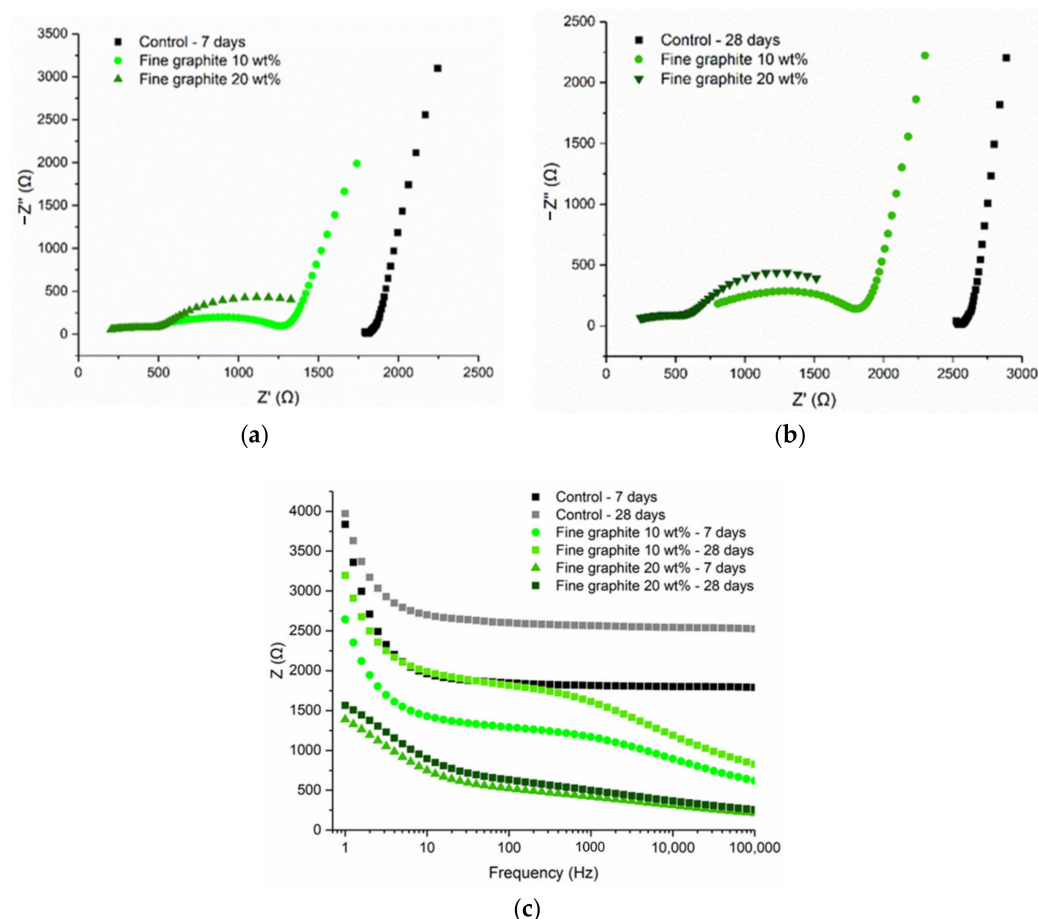 3500
3000
2500
2000
1500
1000
500
0
−Z″ (Ω)
Control - 7 days
Fine graphite 10 wt%
Fine graphite 20 wt%
0 500 1000 1500 2000 2500
Z' (Ω)
(a)
-2500
-2000
-1500
-1000
-500
0
−Z″ (Ω)
Control - 28 days
Fine graphite 10 wt%
Fine graphite 20 wt%
0 500 1000 1500 2000 2500 3000
Z' (Ω)
(b)
4000
3500
3000
2500
2000
1500
1000
500
0
Z (Ω)
Control - 7 days
Control - 28 days
Fine graphite 10 wt% - 7 days
Fine graphite 10 wt% - 28 days
Fine graphite 20 wt% - 7 days
Fine graphite 20 wt% - 28 days
1 10 100 1000 10,000 100,000
Frequency (Hz)
(c)